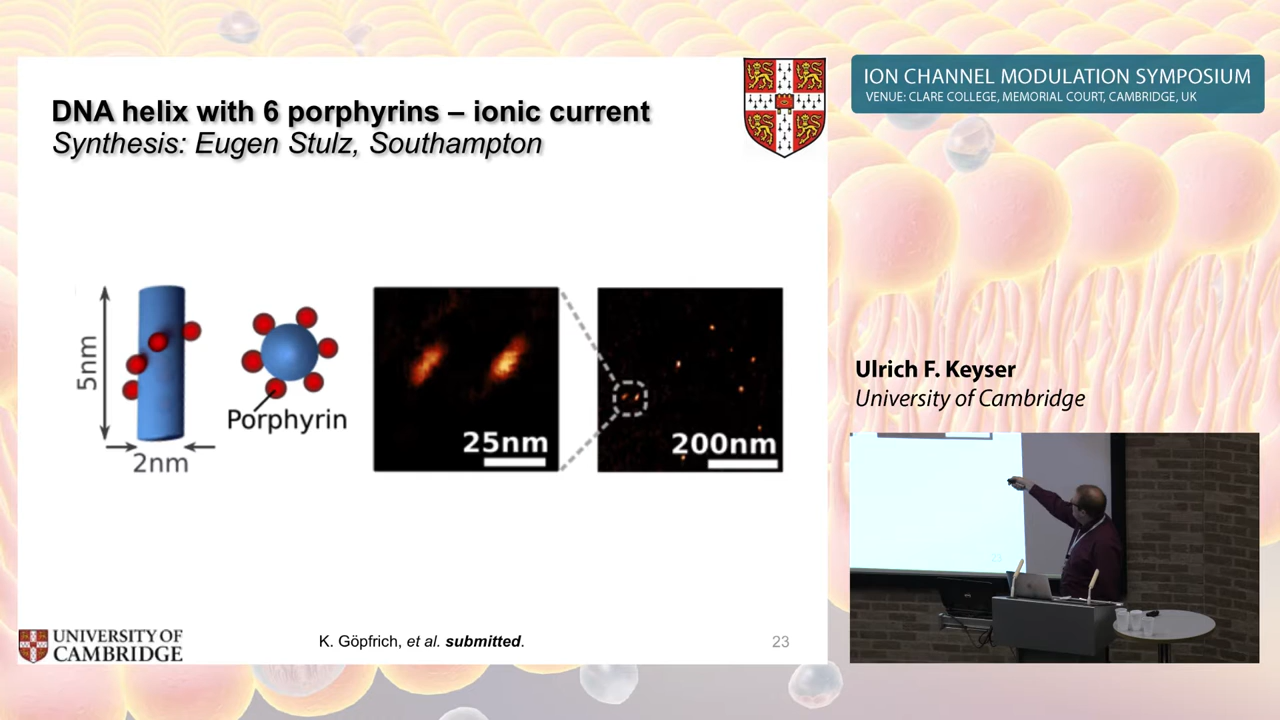 DNA helix with 6 porphyrins – ionic current
Synthesis: Eugen Stulz, Southampton
5nm
2nm
Porphyrin
25nm
200nm
UNIVERSITY OF
CAMBRIDGE
K. Göpfrich, et al. submitted.
23
ION CHANNEL MODULATION SYMPOSIUM
VENUE: CLARE COLLEGE, MEMORIAL COURT, CAMBRIDGE, UK
Ulrich F. Keyser
University of Cambridge
23